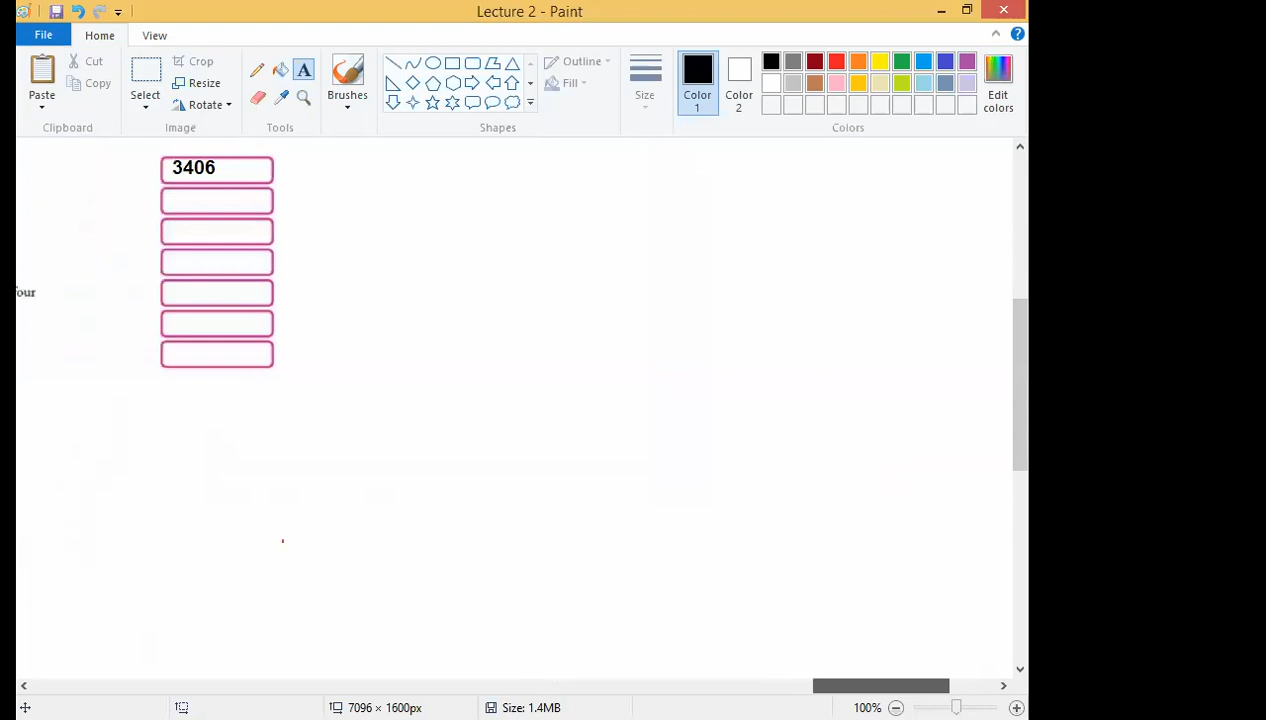 Lecture 2 - Paint
File
Home
View
Paste
Cut
Copy
Clipboard
Select
Crop
Resize
Rotate
Image
A
Tools
Brushes
Shapes
Outline
Fill
Size
Color
1
Color
2
Edit
colors
Colors
3406
four
7096 × 1600px
Size: 1.4MB
100%